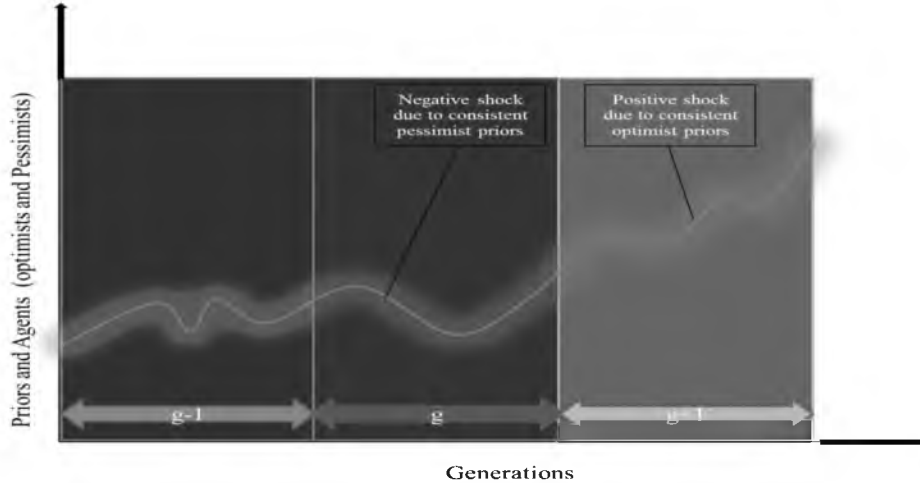 Priors and Agents (optimists and Pessimists)
Negative shock
due to consistent
pessimist priors
Positive shock
due to consistent
optimist priors
g-1
g
g+1
Generations